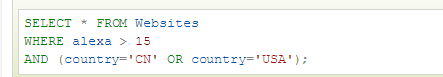 SELECT * FROM Websites
WHERE alexa > 15
AND (country='CN' OR country='USA');